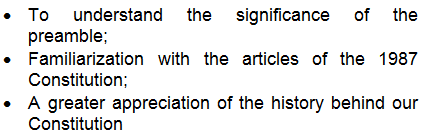 • To understand the significance of the
preamble;
• Familiarization with the articles of the 1987
Constitution;
• A greater appreciation of the history behind our
Constitution